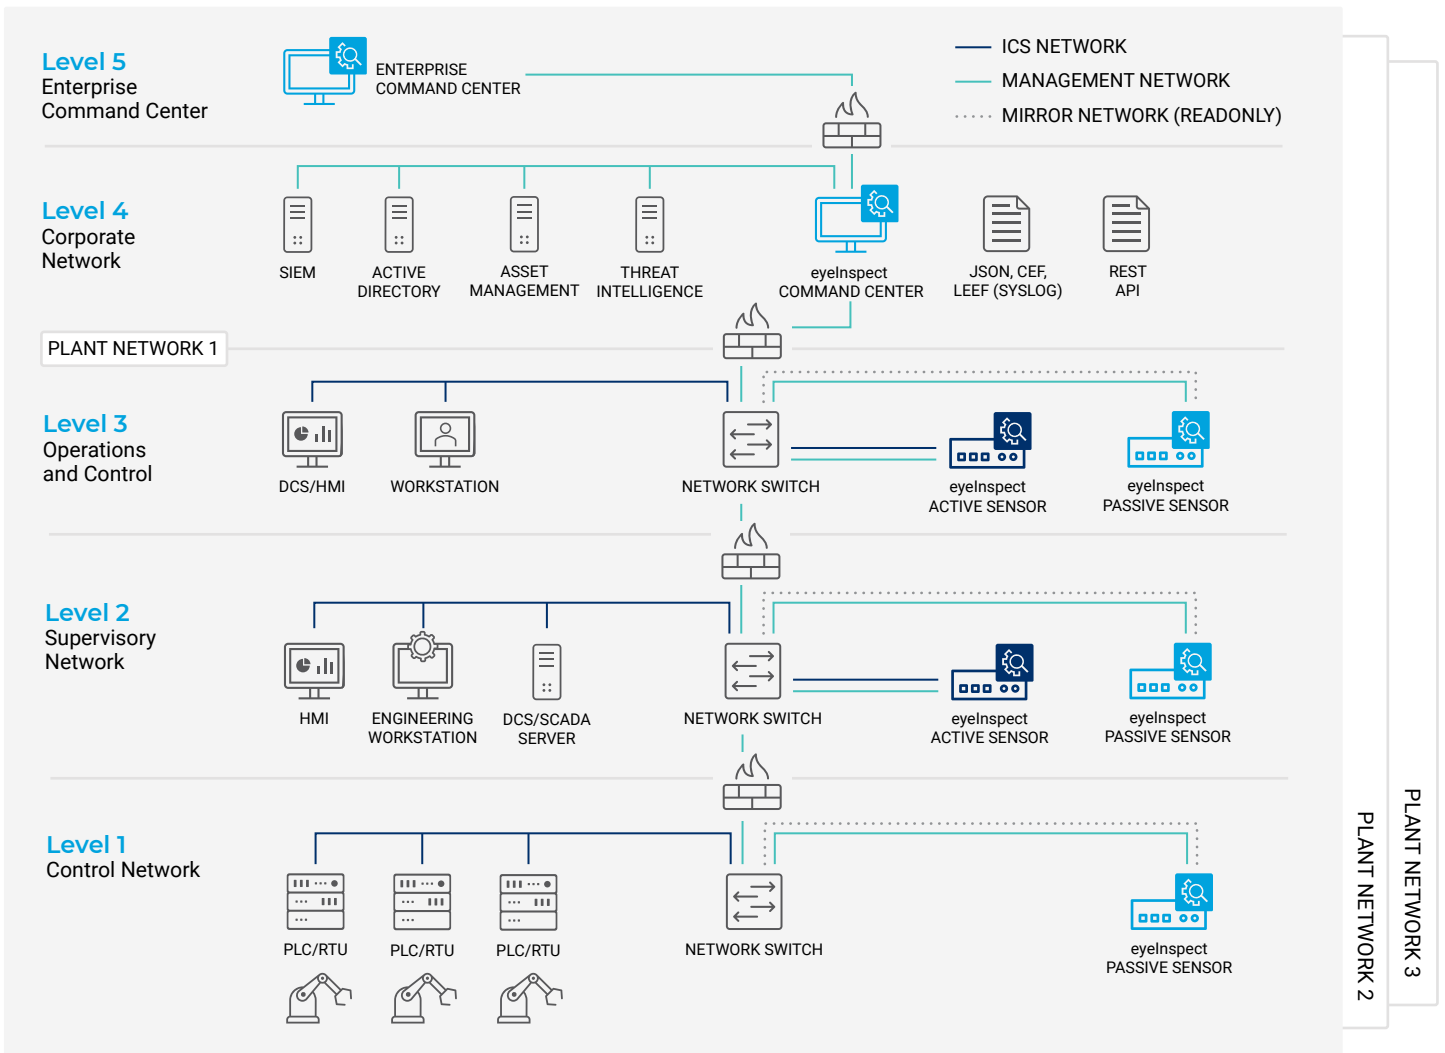 Level 5
Enterprise
Command Center
ENTERPRISE
COMMAND CENTER
ICS NETWORK
MANAGEMENT NETWORK
MIRROR NETWORK (READONLY)
Level 4
Corporate
Network
SIEM
ACTIVE
DIRECTORY
ASSET
MANAGEMENT
THREAT
INTELLIGENCE
eyeInspect
COMMAND CENTER
JSON, CEF,
LEEF (SYSLOG)
REST
API
PLANT NETWORK 1
Level 3
Operations
and Control
DCS/HMI
WORKSTATION
NETWORK SWITCH
eyeInspect
ACTIVE SENSOR
eyeInspect
PASSIVE SENSOR
Level 2
Supervisory
Network
HMI
ENGINEERING
WORKSTATION
DCS/SCADA
SERVER
NETWORK SWITCH
eyeInspect
ACTIVE SENSOR
eyeInspect
PASSIVE SENSOR
Level 1
Control Network
PLC/RTU
PLC/RTU
PLC/RTU
NETWORK SWITCH
eyeInspect
PASSIVE SENSOR
PLANT NETWORK 2
PLANT NETWORK 3